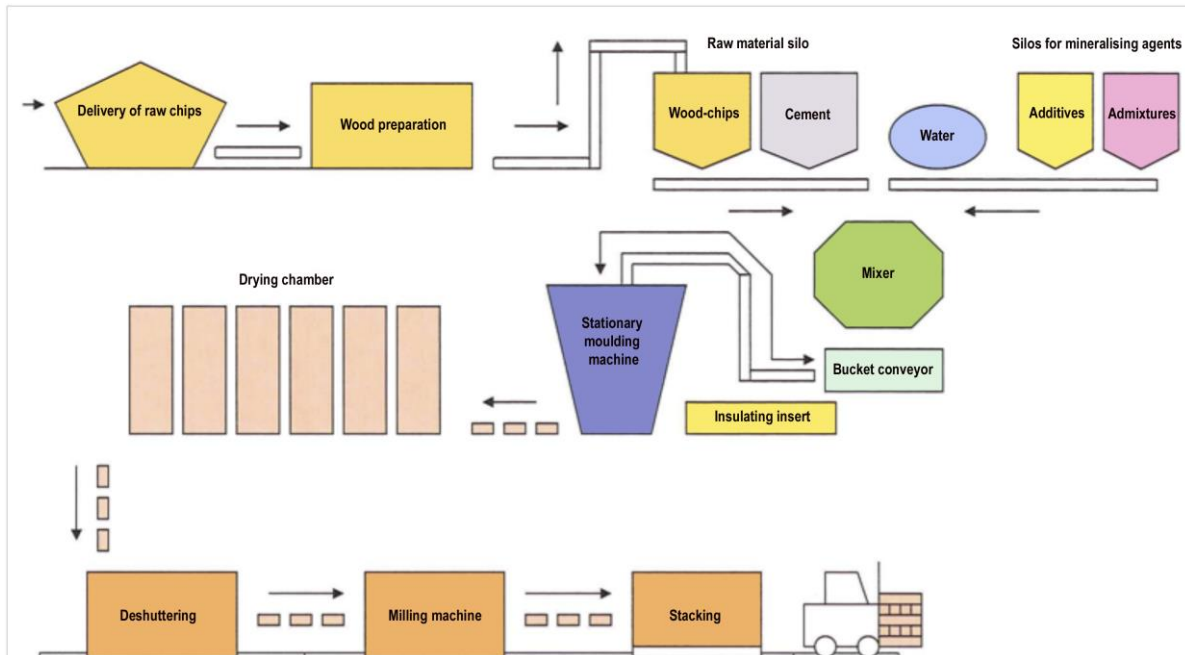 Raw material silo
Silos for mineralising agents
Delivery of raw chips
Wood preparation
Wood-chips
Cement
Water
Additives
Admixtures
Mixer
Drying chamber
Stationary
moulding
machine
Bucket conveyor
Insulating insert
Deshuttering
Milling machine
Stacking